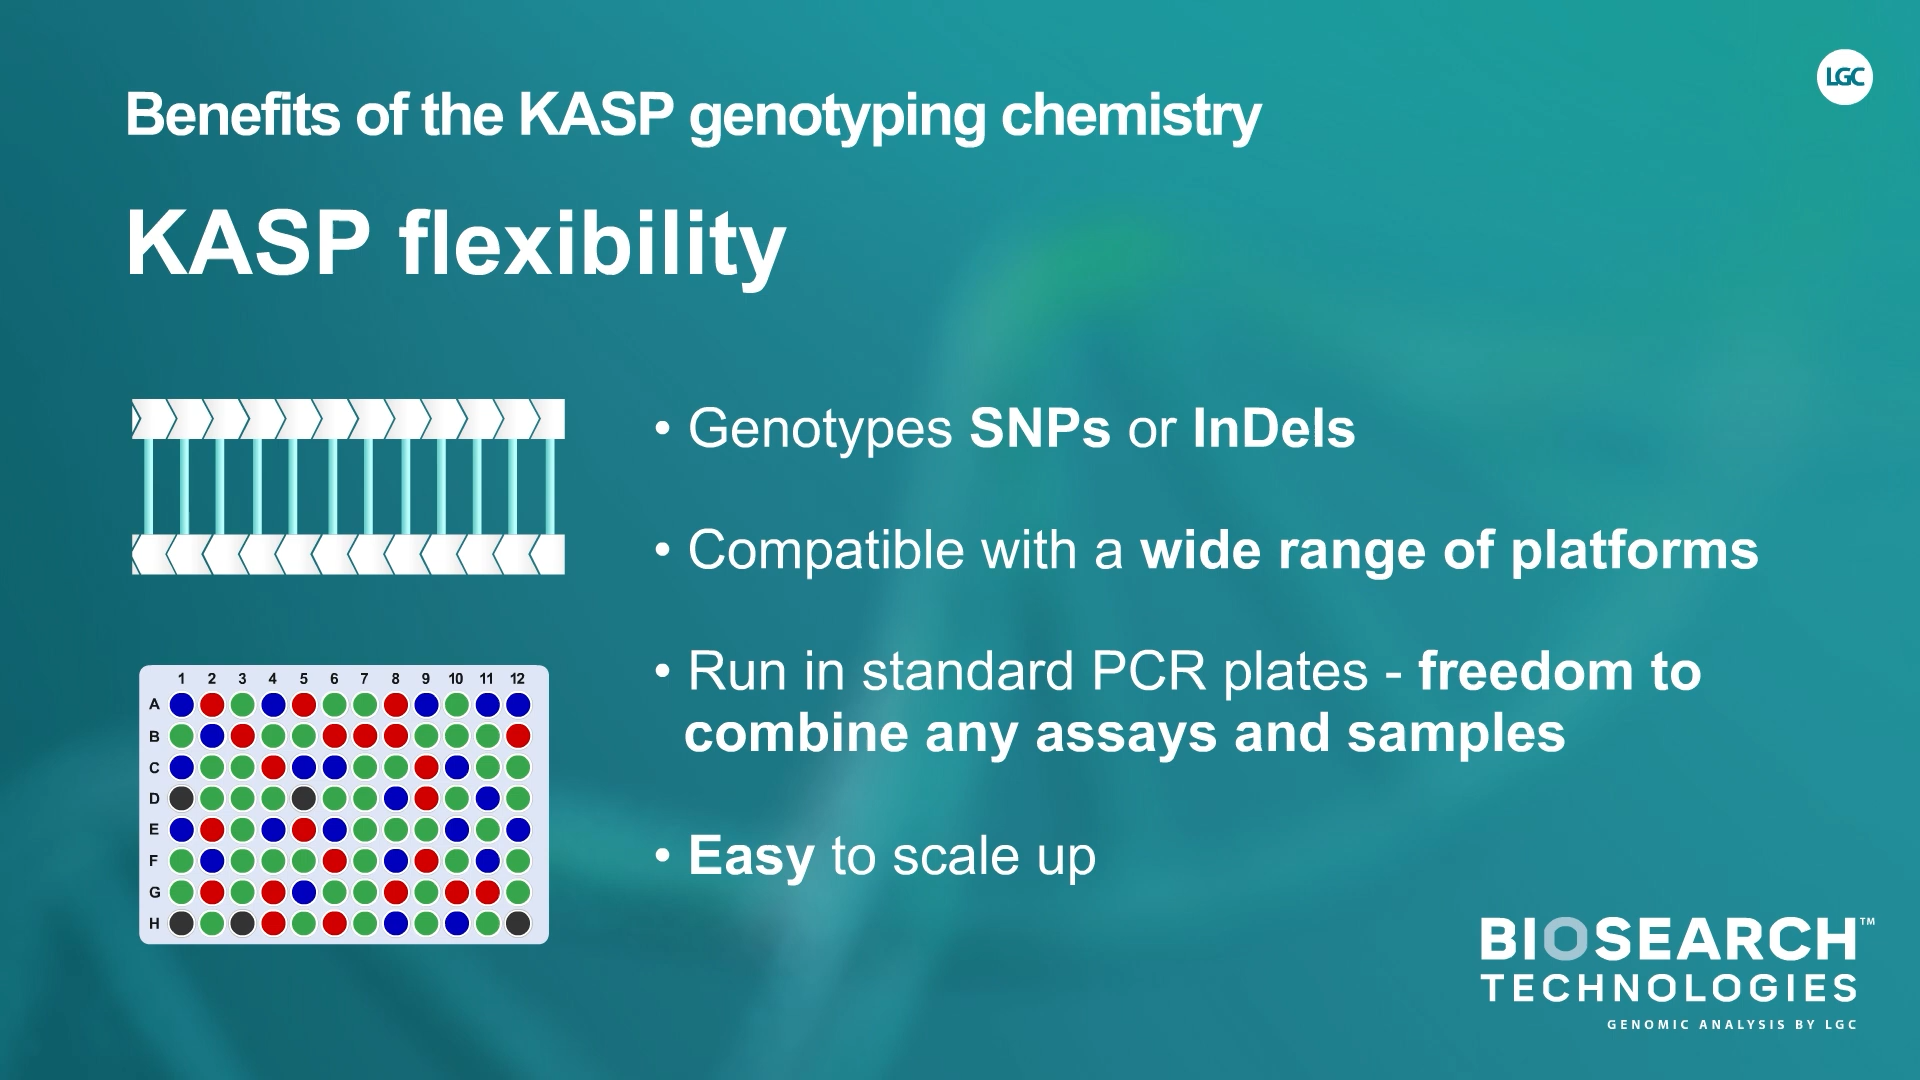 LGC
Benefits of the KASP genotyping chemistry
KASP flexibility
• Genotypes SNPs or InDels
• Compatible with a wide range of platforms
• Run in standard PCR plates - freedom to
combine any assays and samples
• Easy to scale up
1 2 3 4 5 6 7 8 9 10 11 12
A
B
C
D
E
F
G
H
BIOSEARCH™
TECHNOLOGIES
GENOMIC ANALYSIS BY LGC